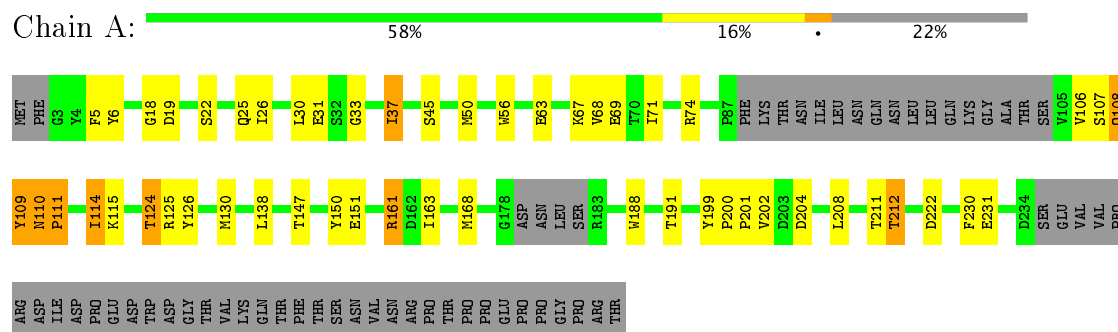 Chain A:
58% 16% • 22%
MET PHE G3 Y4 F5 Y6 G18 D19 S22 Q25 I26 L30 E31 S32 G33 I37 S45 M50 W56 E63 K67 V68 E69 T70 I71 R74 P87 PHE LYS THR ASN ILE LEU ASN GLN ASN LEU LEU GLN LYS GLY ALA THR SER V105 V106 S107 Q108
Y109 N110 P111 I114 K115 T124 R125 Y126 M130 L138 T147 Y150 E151 R161 D162 I163 M168 G178 ASP ASN LEU SER R183 W188 T191 Y199 P200 P201 V202 D203 D204 L208 T211 T212 D222 F230 E231 D234 SER GLU VAL VAL PRO
ARG ASP ILE ASP PRO GLU ASP TRP ASP GLY THR VAL LYS GLN THR PHE THR SER ASN VAL ASN ARG PRO THR PRO PRO GLU PRO PRO GLY PRO ARG THR